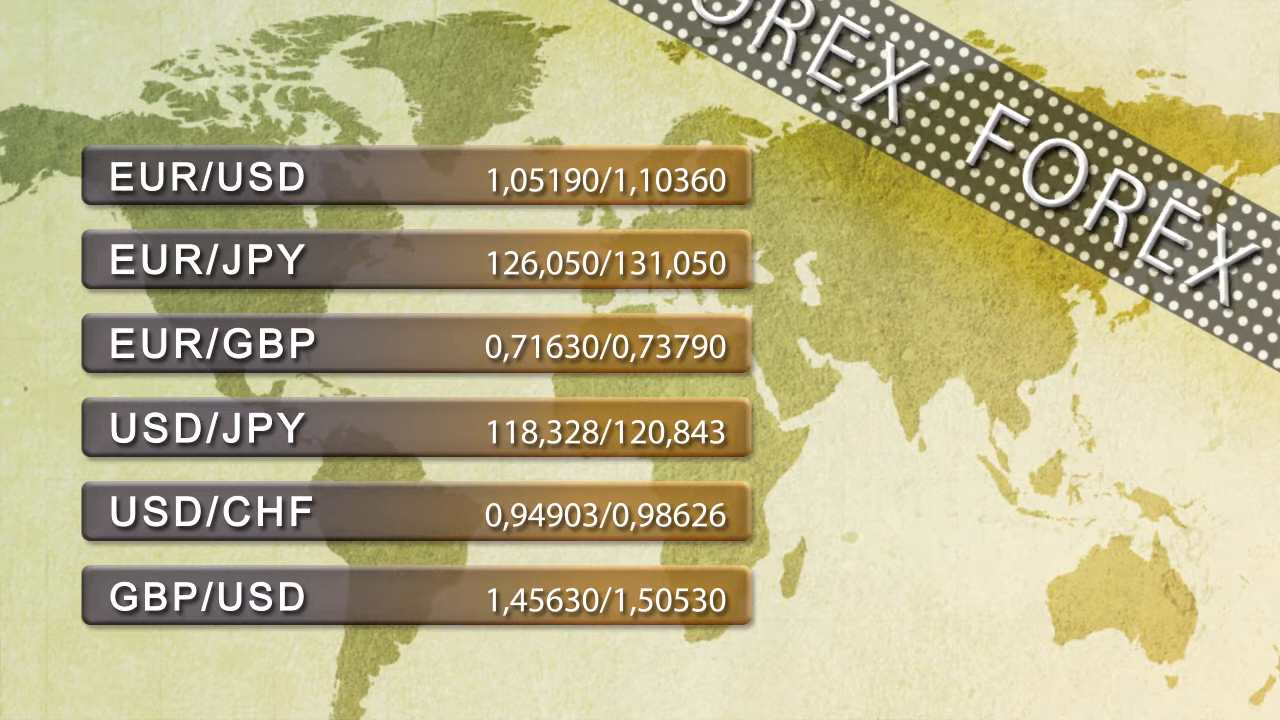 OREX FOREX
EUR/USD 1,05190/1,10360
EUR/JPY 126,050/131,050
EUR/GBP 0,71630/0,73790
USD/JPY 118,328/120,843
USD/CHF 0,94903/0,98626
GBP/USD 1,45630/1,50530